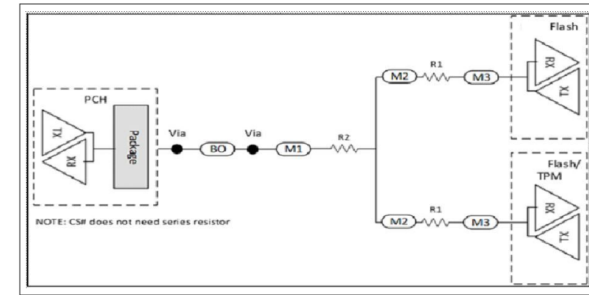 Flash
R1
M2
M3
RX
TX
PCH
R2
Via
Via
TX
RX
Package
BO
M1
Flash/
TPM
R1
M2
M3
RX
TX
NOTE: CS# does not need series resistor